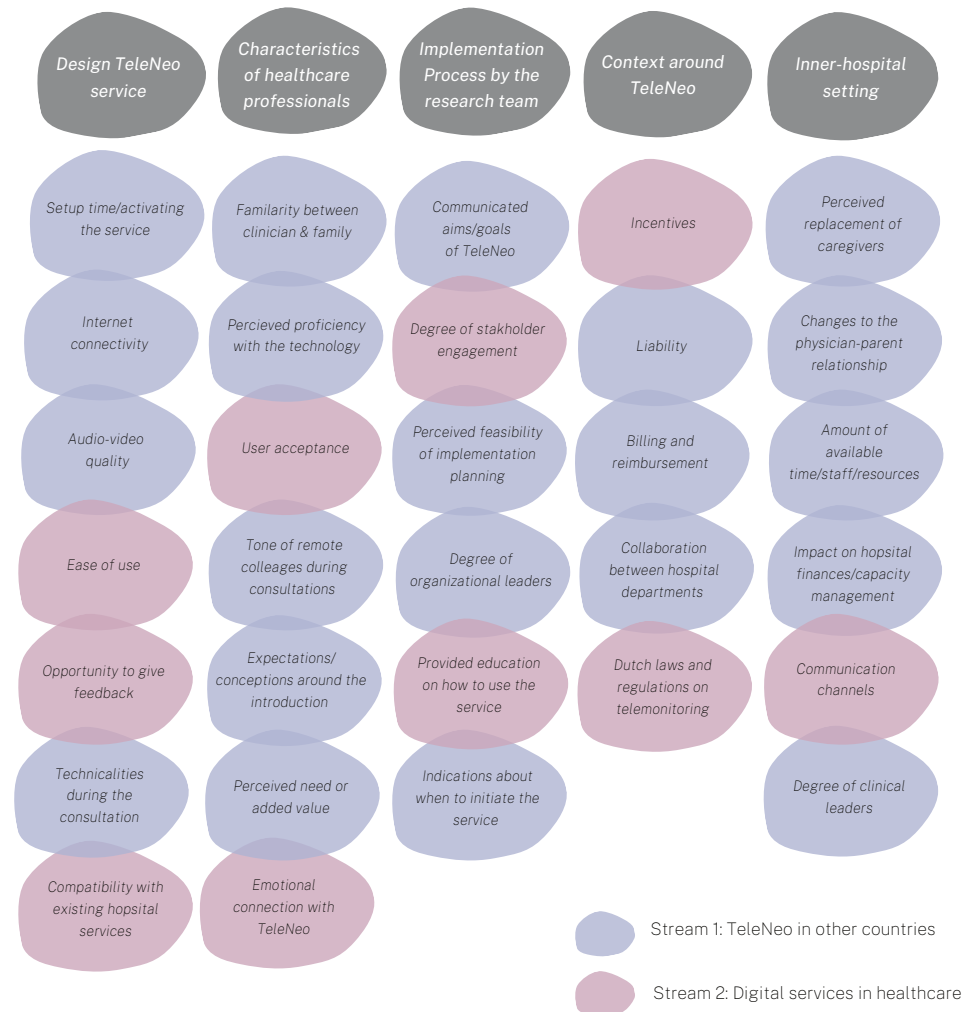 Design TeleNeo
service
Characteristics
of healthcare
professionals
Implementation
Process by the
research team
Context around
TeleNeo
Inner-hospital
setting
Setup time/activating
the service
Internet
connectivity
Audio-video
quality
Ease of use
Opportunity to give
feedback
Technicalities
during the
consultation
Compatibility with
existing hopsital
services
Familarity between
clinician & family
Percieved proficiency
with the technology
User acceptance
Tone of remote
colleages during
consultations
Expectations/
conceptions around the
introduction
Perceived need or
added value
Emotional
connection with
TeleNeo
Communicated
aims/goals
of TeleNeo
Degree of stakholder
engagement
Perceived feasibility
of implementation
planning
Degree of
organizational leaders
Provided education
on how to use the
service
Indications about
when to initiate the
service
Incentives
Liability
Billing and
reimbursement
Collaboration
between hospital
departments
Dutch laws and
regulations on
telemonitoring
Perceived
replacement of
caregivers
Changes to the
physician-parent
relationship
Amount of
available
time/staff/resources
Impact on hopsital
finances/capacity
management
Communication
channels
Degree of clinical
leaders
Stream 1: TeleNeo in other countries
Stream 2: Digital services in healthcare